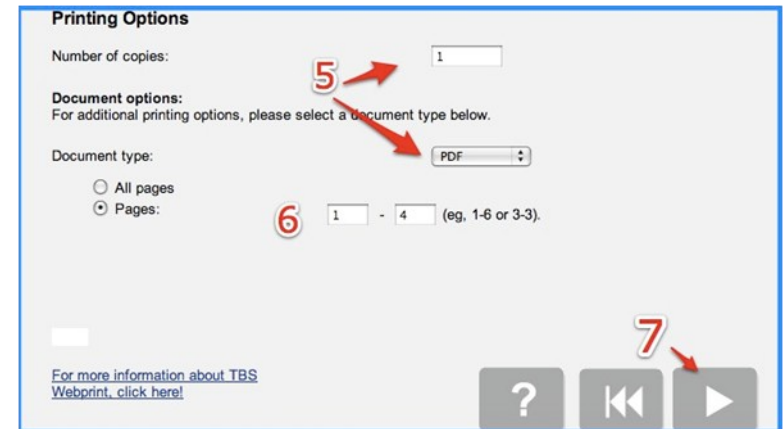 Printing Options
Number of copies:
1
5
Document options:
For additional printing options, please select a document type below.
Document type:
PDF
All pages
Pages:
6
1 - 4 (eg, 1-6 or 3-3).
7
For more information about TBS
Webprint, click here!
?